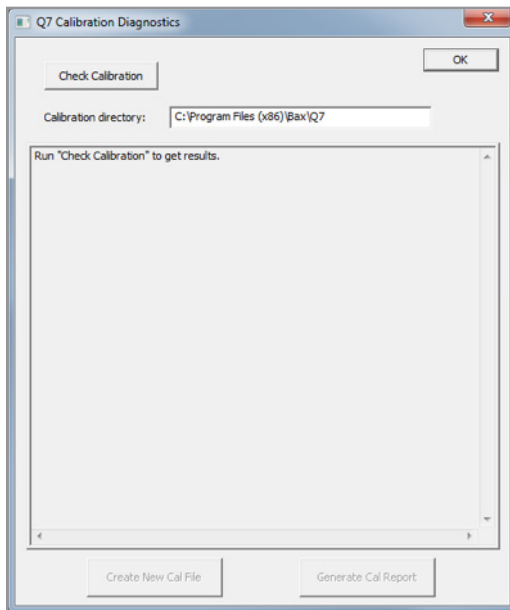 Q7 Calibration Diagnostics
OK
Check Calibration
Calibration directory: C:\Program Files (x86)\Bax\Q7
Run "Check Calibration" to get results.
Create New Cal File Generate Cal Report